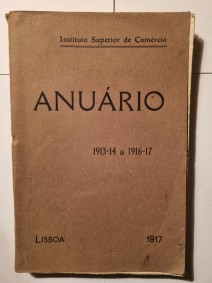 Instituto Superior de Comércio
ANUÁRIO
1913-14 a 1916-17
LISBOA 1917